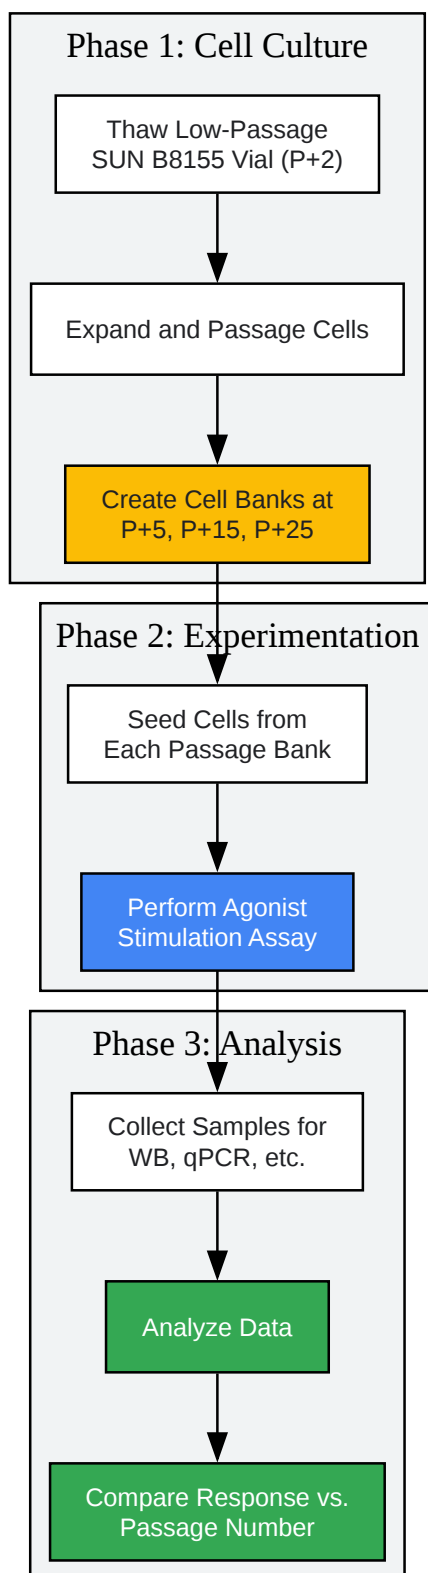 Phase 1: Cell Culture
Thaw Low-Passage
SUN B8155 Vial (P+2)
Expand and Passage Cells
Create Cell Banks at
P+5, P+15, P+25
Phase 2: Experimentation
Seed Cells from
Each Passage Bank
Perform Agonist
Stimulation Assay
Phase 3: Analysis
Collect Samples for
WB, qPCR, etc.
Analyze Data
Compare Response vs.
Passage Number